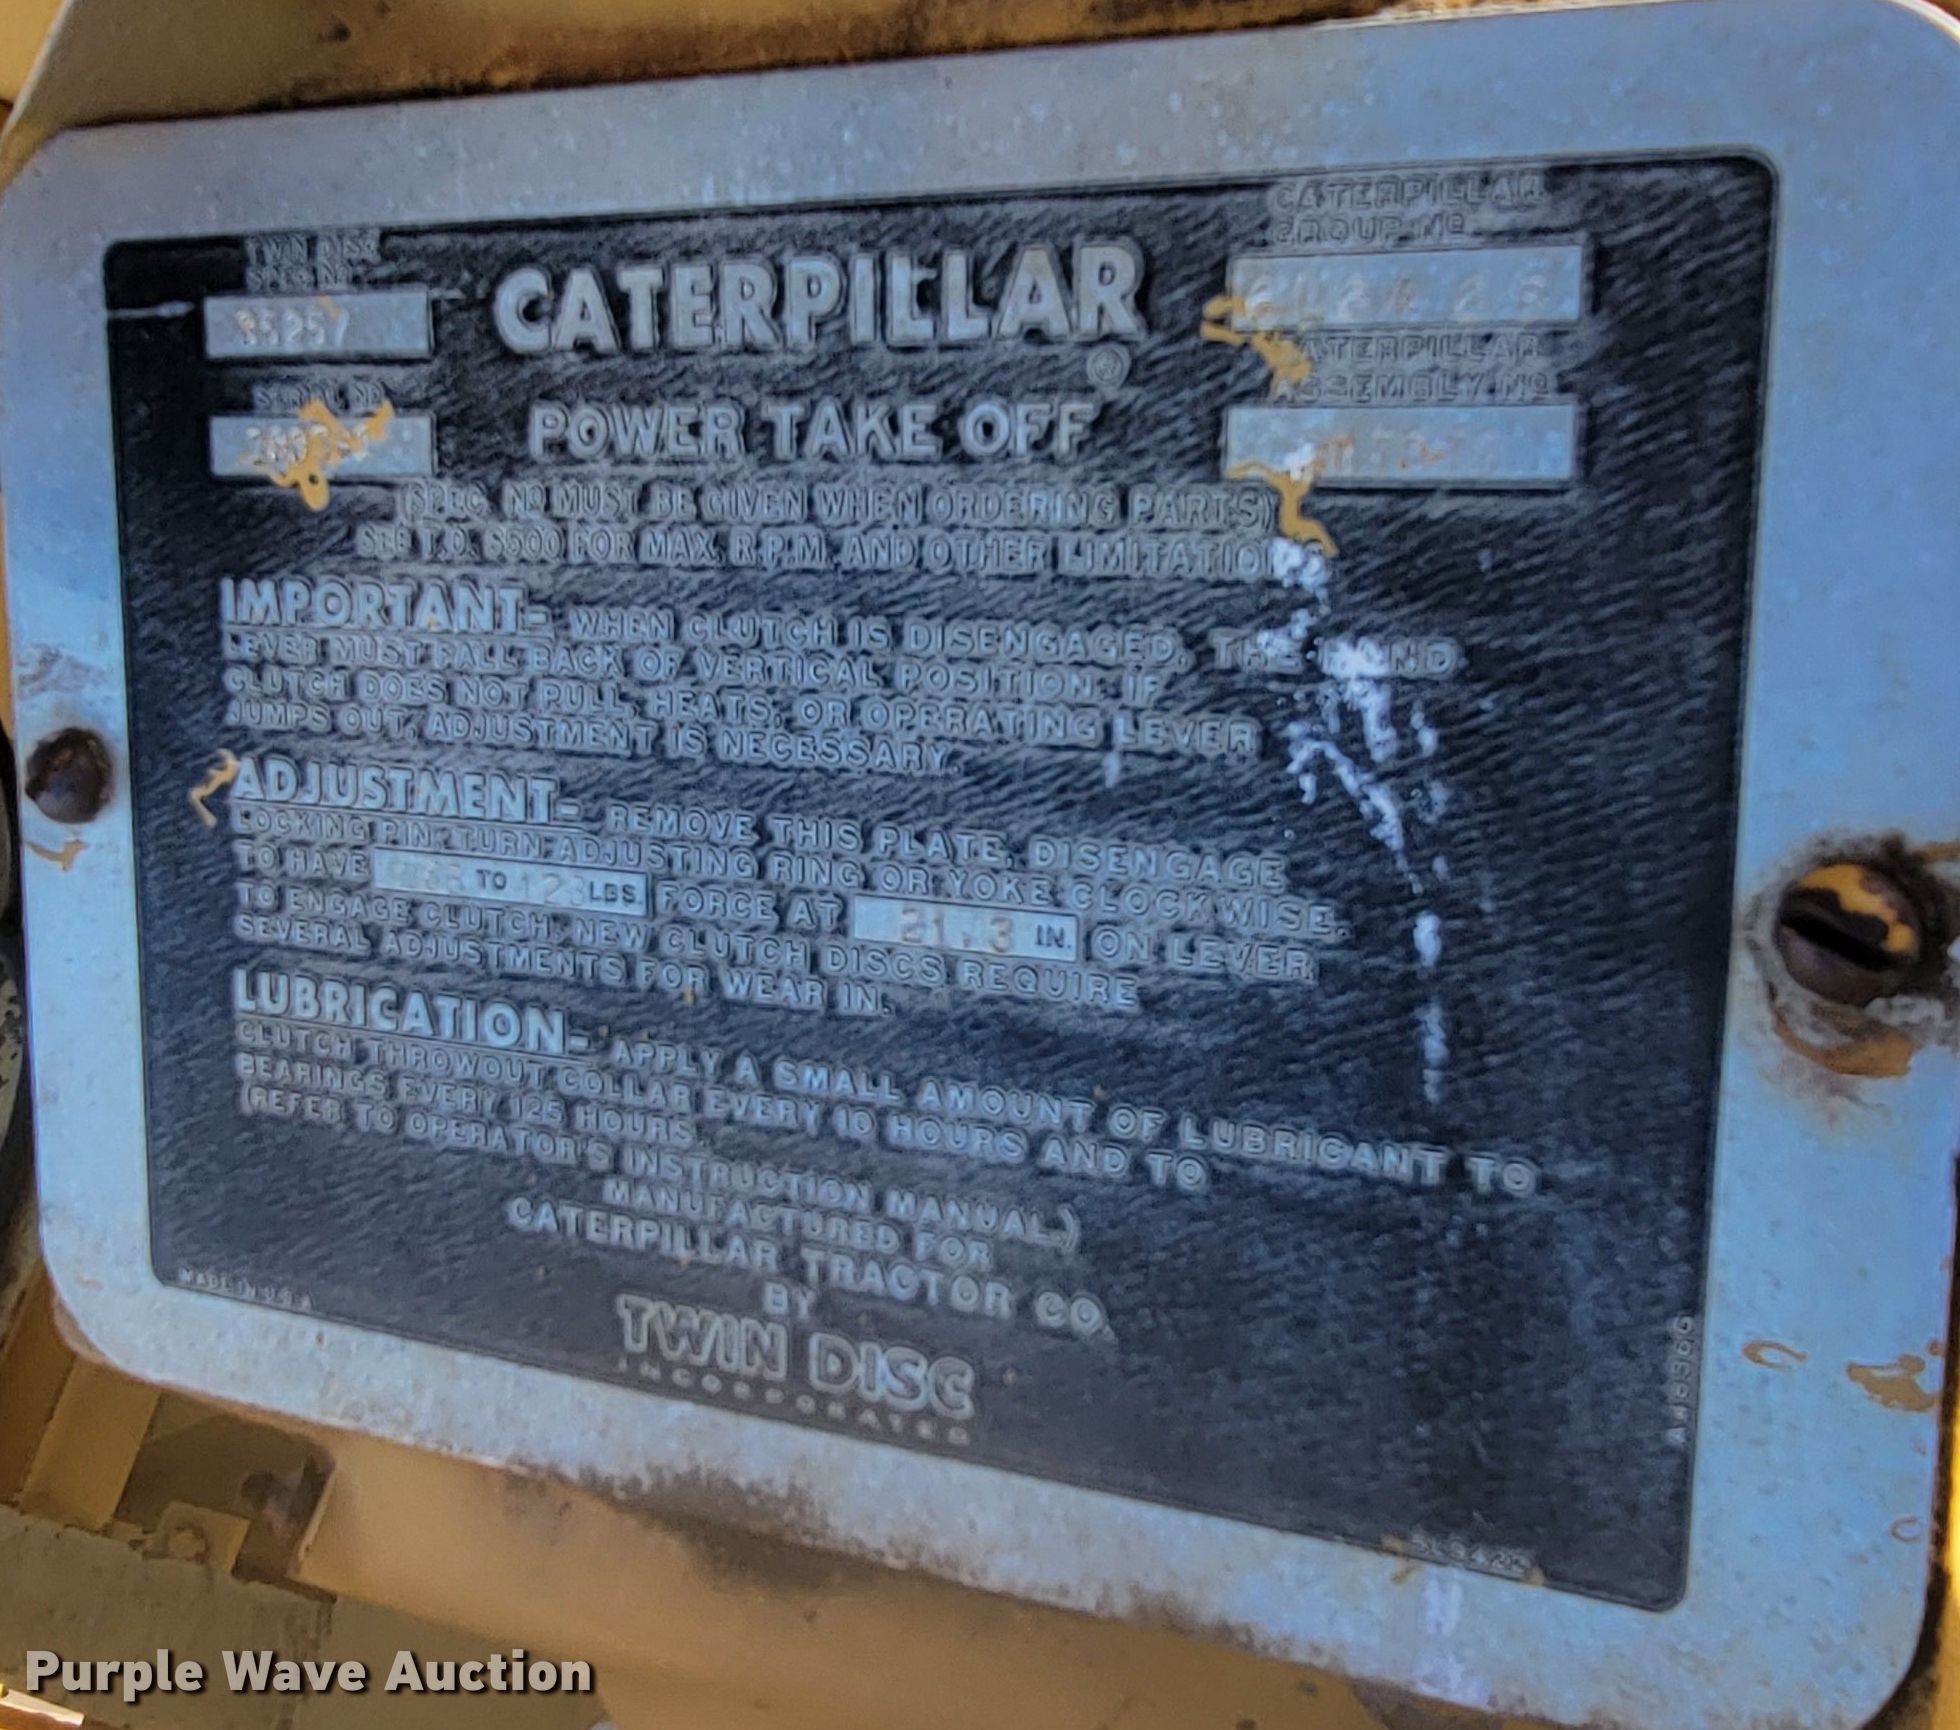 TWIN DISC
SPEC. Nº
CATERPILLAR
CATERPILLAR
GROUP Nº
CATERPILLAR
ASSEMBLY Nº
SERIAL NO.
POWER TAKE OFF
(SPEC. Nº MUST BE GIVEN WHEN ORDERING PARTS)
SEE T.O. S500 FOR MAX. R.P.M. AND OTHER LIMITATIONS
IMPORTANT- WHEN CLUTCH IS DISENGAGED, THE HAND
LEVER MUST FALL BACK OF VERTICAL POSITION. IF
CLUTCH DOES NOT PULL, HEATS, OR OPERATING LEVER
JUMPS OUT, ADJUSTMENT IS NECESSARY.
ADJUSTMENT- REMOVE THIS PLATE. DISENGAGE
LOCKING PIN. TURN ADJUSTING RING OR YOKE CLOCKWISE.
TO HAVE TO 123 LBS. FORCE AT 21.3 IN. ON LEVER
TO ENGAGE CLUTCH. NEW CLUTCH DISCS REQUIRE
SEVERAL ADJUSTMENTS FOR WEAR IN.
LUBRICATION- APPLY A SMALL AMOUNT OF LUBRICANT TO
CLUTCH THROWOUT COLLAR EVERY 10 HOURS AND TO
BEARINGS EVERY 125 HOURS.
(REFER TO OPERATOR'S INSTRUCTION MANUAL.)
MANUFACTURED FOR
CATERPILLAR TRACTOR CO.
BY
TWIN DISC
INCORPORATED
MADE IN U.S.A.
A4836G
Purple Wave Auction